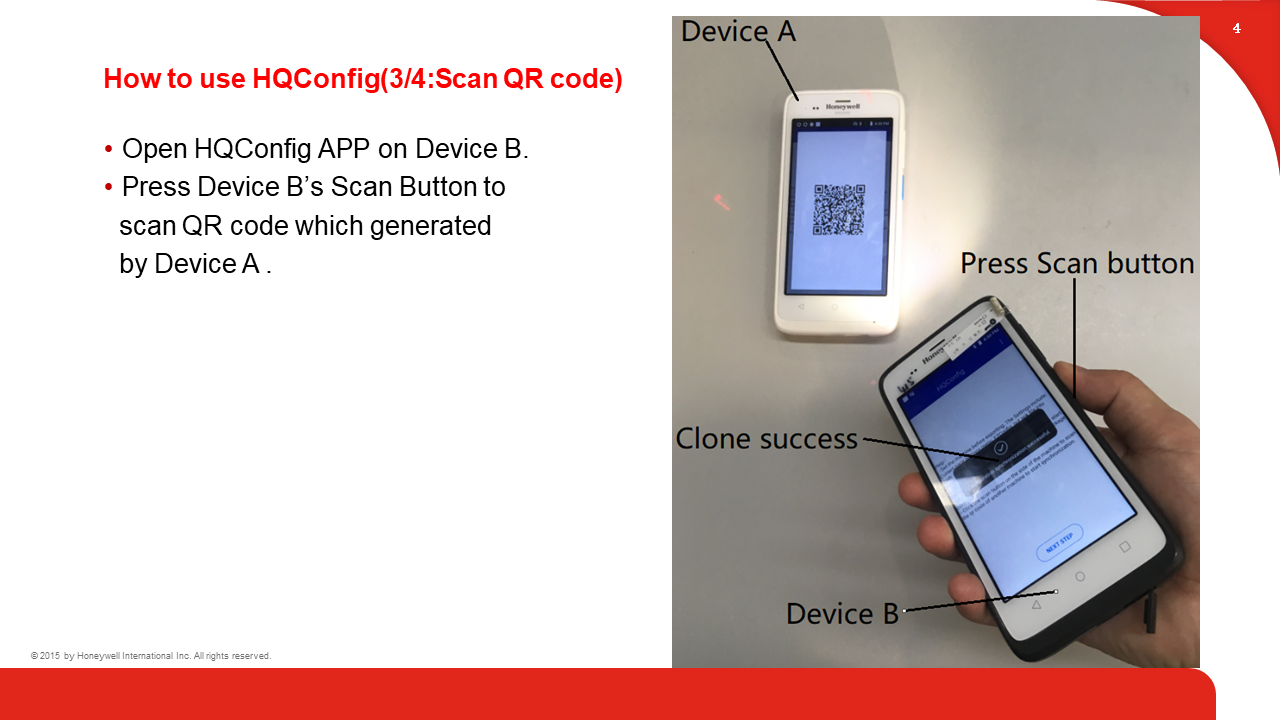 4
How to use HQConfig(3/4:Scan QR code)
• Open HQConfig APP on Device B.
• Press Device B’s Scan Button to
scan QR code which generated
by Device A .
Device A
Honeywell
Press Scan button
HQConfig
Clone success
NEXT STEP
Device B
© 2015 by Honeywell International Inc. All rights reserved.